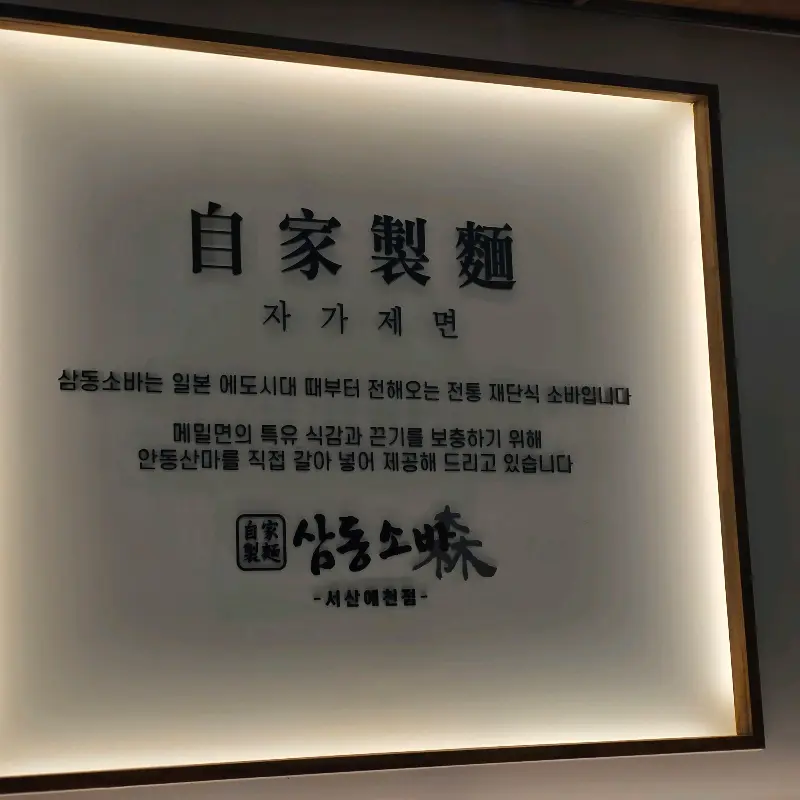 自家製麵
자가제면
삼동소바는 일본 에도시대 때부터 전해오는 전통 재단식 소바입니다
메밀면의 특유 식감과 끈기를 보충하기 위해
안동산마를 직접 갈아 넣어 제공해 드리고 있습니다
自家製麵 삼동소바 森
-서산예천점-